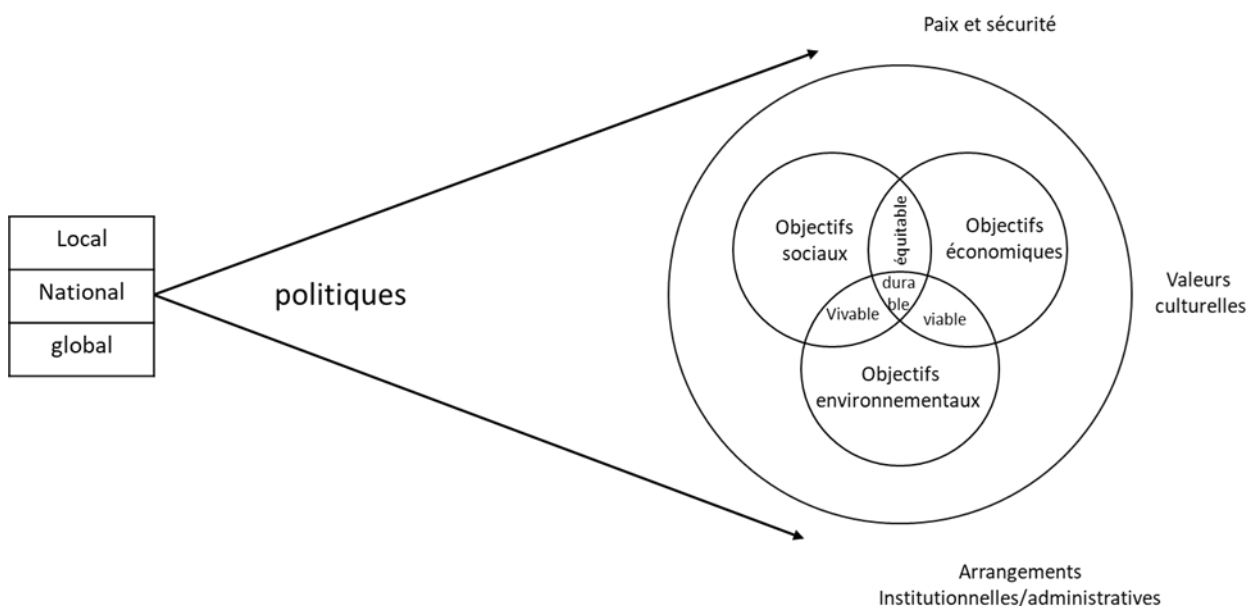 Paix et sécurité
Local
National
global
politiques
Objectifs
sociaux
équitable
Objectifs
économiques
dura
ble
Vivable
viable
Objectifs
environnementaux
Valeurs
culturelles
Arrangements
Institutionnelles/administratives